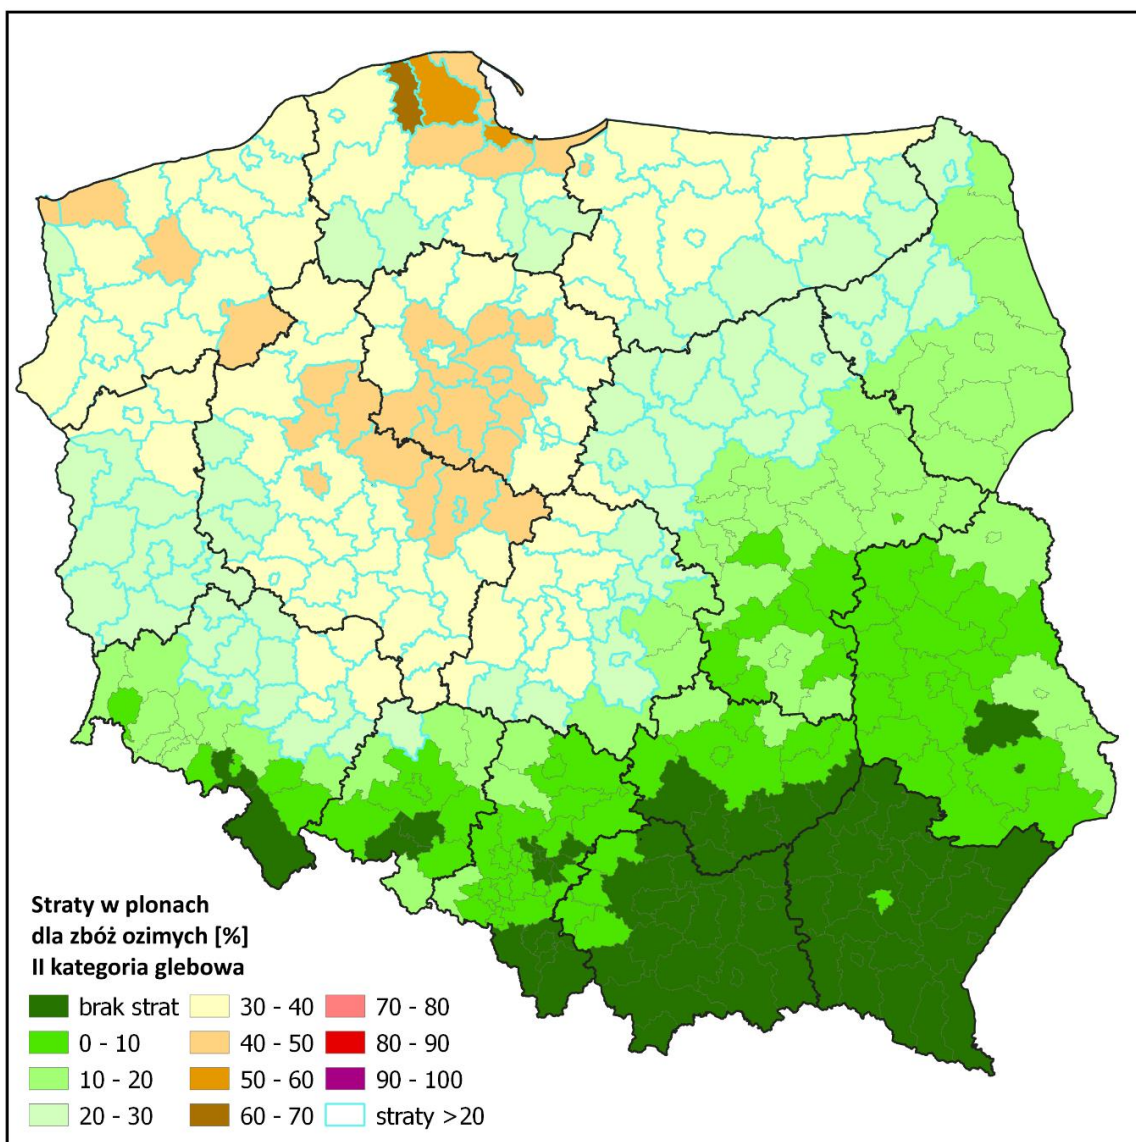 Straty w plonach
dla zbóż ozimych [%]
II kategoria glebowa
brak strat
0 - 10
10 - 20
20 - 30
30 - 40
40 - 50
50 - 60
60 - 70
70 - 80
80 - 90
90 - 100
straty >20